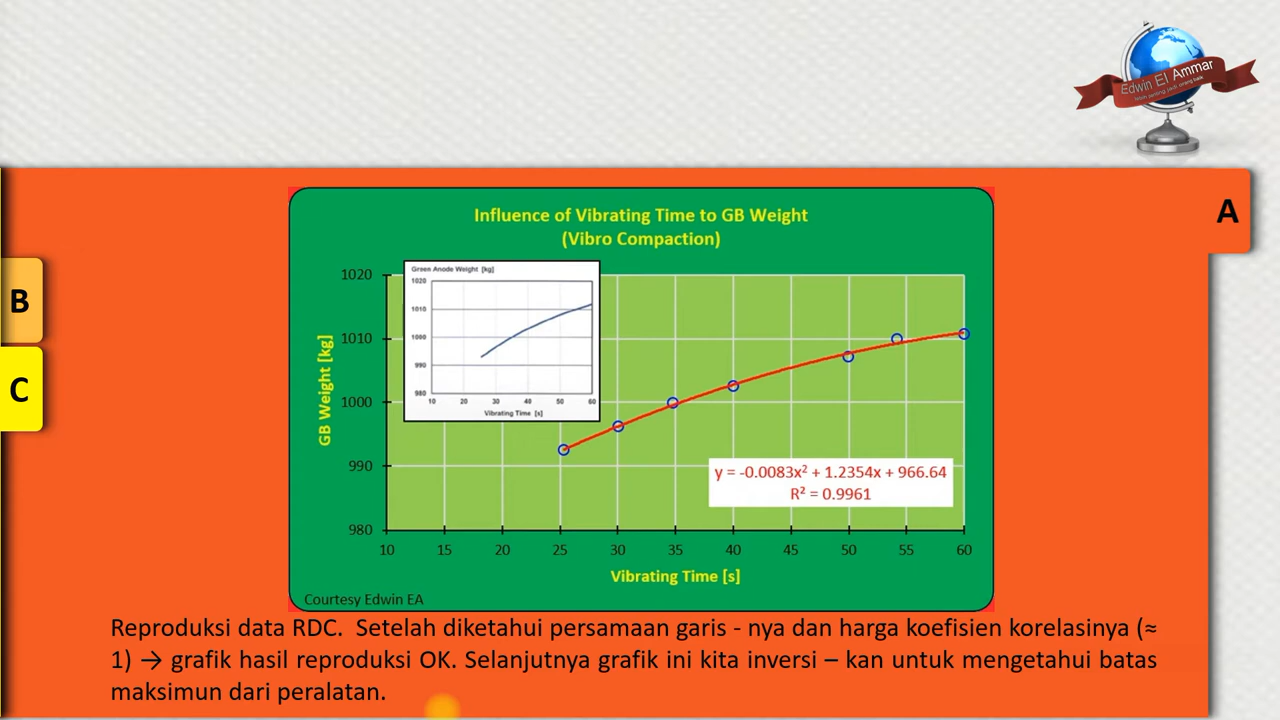 Edwin El Ammar
A
B
C
Influence of Vibrating Time to GB Weight
(Vibro Compaction)
GB Weight [kg]
1020
1010
1000
990
980
Green Anode Weight [kg]
1020
1010
1000
990
980
10 20 30 40 50 60
Vibrating Time [s]
y = -0.0083x² + 1.2354x + 966.64
R² = 0.9961
10 15 20 25 30 35 40 45 50 55 60
Vibrating Time [s]
Courtesy Edwin EA
Reproduksi data RDC. Setelah diketahui persamaan garis - nya dan harga koefisien korelasinya (≈
1) → grafik hasil reproduksi OK. Selanjutnya grafik ini kita inversi – kan untuk mengetahui batas
maksimun dari peralatan.